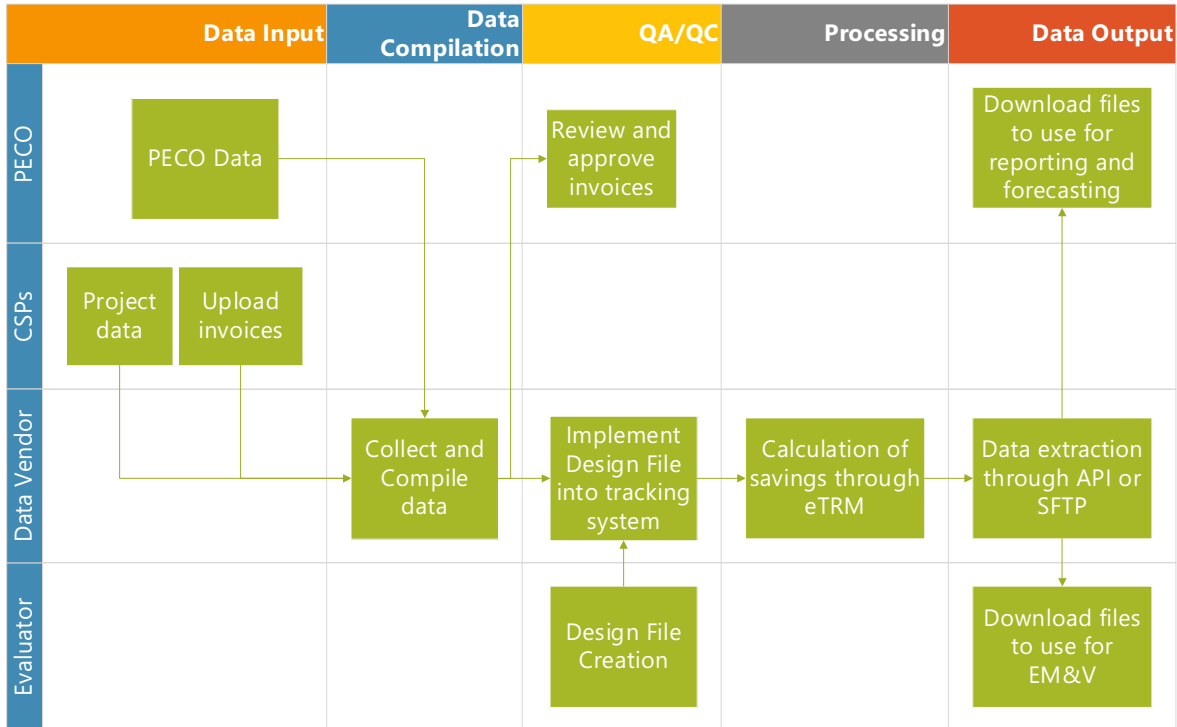 Data Input
Data
Compilation
QA/QC
Processing
Data Output
PECO
PECO Data
Review and
approve
invoices
Download files
to use for
reporting and
forecasting
CSPs
Project
data
Upload
invoices
Data Vendor
Collect and
Compile
data
Implement
Design File
into tracking
system
Calculation of
savings through
eTRM
Data extraction
through API or
SFTP
Evaluator
Design File
Creation
Download files
to use for
EM&V